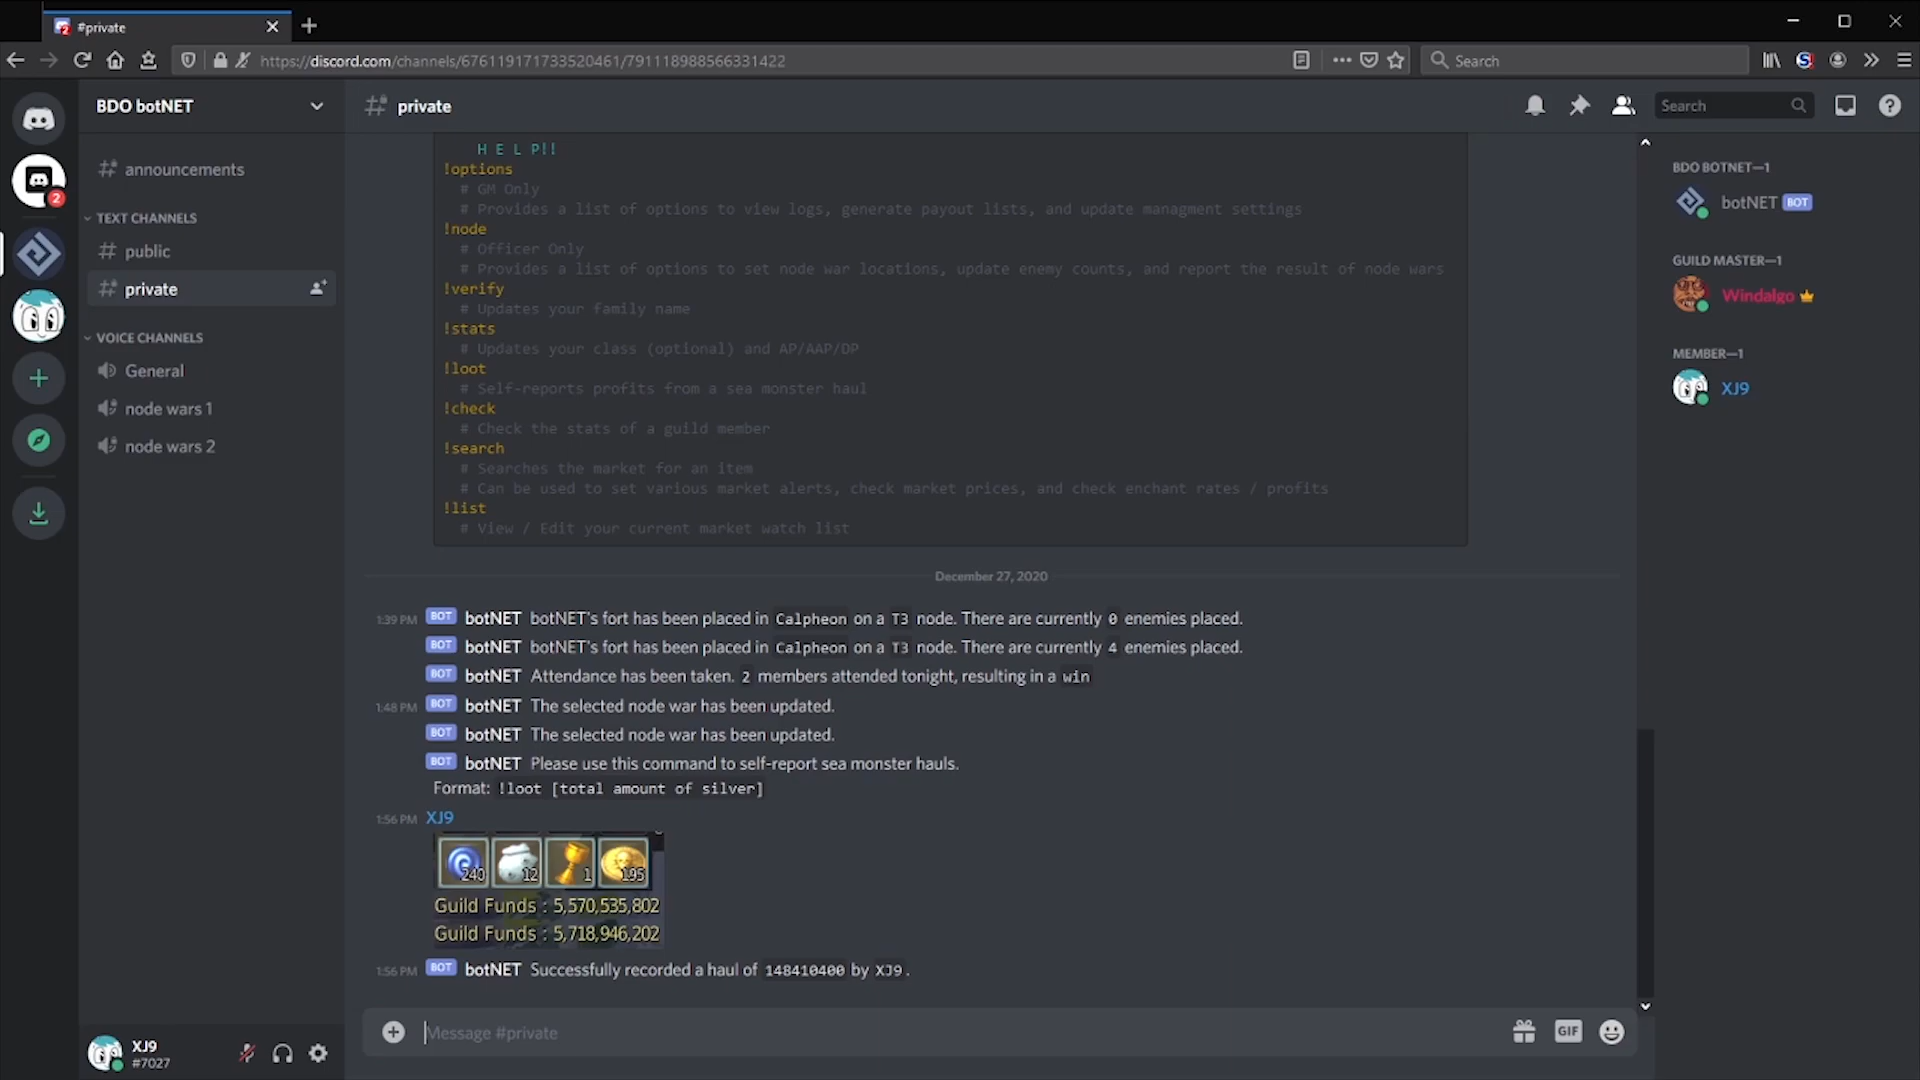 #private
https://discord.com/channels/676119171733520461/791118988566331422
Search
BDO botNET
private
Search
2
announcements
TEXT CHANNELS
public
private
VOICE CHANNELS
General
node wars 1
node wars 2
H E L P!!
!options
# GM Only
# Provides a list of options to view logs, generate payout lists, and update managment settings
!node
# Officer Only
# Provides a list of options to set node war locations, update enemy counts, and report the result of node wars
!verify
# Updates your family name
!stats
# Updates your class (optional) and AP/AAP/DP
!loot
# Self-reports profits from a sea monster haul
!check
# Check the stats of a guild member
!search
# Searches the market for an item
# Can be used to set various market alerts, check market prices, and check enchant rates / profits
!list
# View / Edit your current market watch list
December 27, 2020
1:39 PM BOT botNET botNET's fort has been placed in Calpheon on a T3 node. There are currently 0 enemies placed.
BOT botNET botNET's fort has been placed in Calpheon on a T3 node. There are currently 4 enemies placed.
BOT botNET Attendance has been taken. 2 members attended tonight, resulting in a win
1:48 PM BOT botNET The selected node war has been updated.
BOT botNET The selected node war has been updated.
BOT botNET Please use this command to self-report sea monster hauls.
Format: !loot [total amount of silver]
1:56 PM XJ9
240 12 1 195
Guild Funds : 5,570,535,802
Guild Funds : 5,718,946,202
1:56 PM BOT botNET Successfully recorded a haul of 148410400 by XJ9.
Message #private
GIF
XJ9
#7027
BDO BOTNET—1
botNET BOT
GUILD MASTER—1
Windalgo
MEMBER—1
XJ9